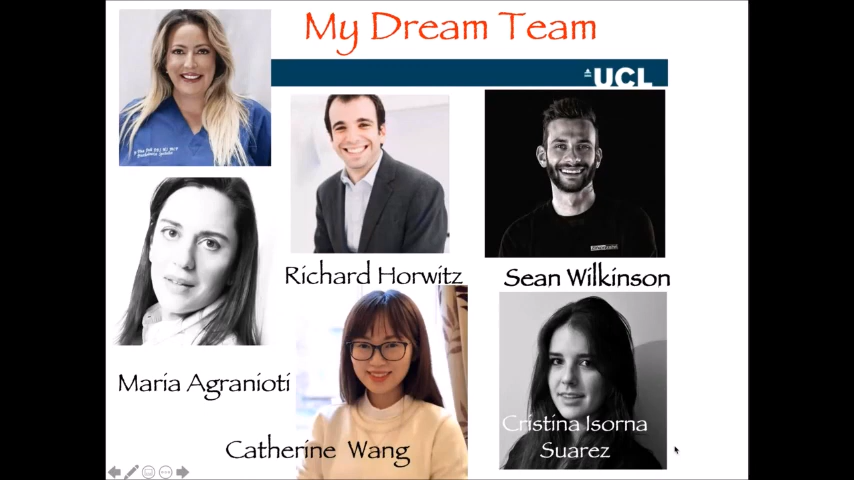 My Dream Team
UCL
Richard Horwitz
Sean Wilkinson
Maria Agranioti
Catherine Wang
Cristina Isorna
Suarez